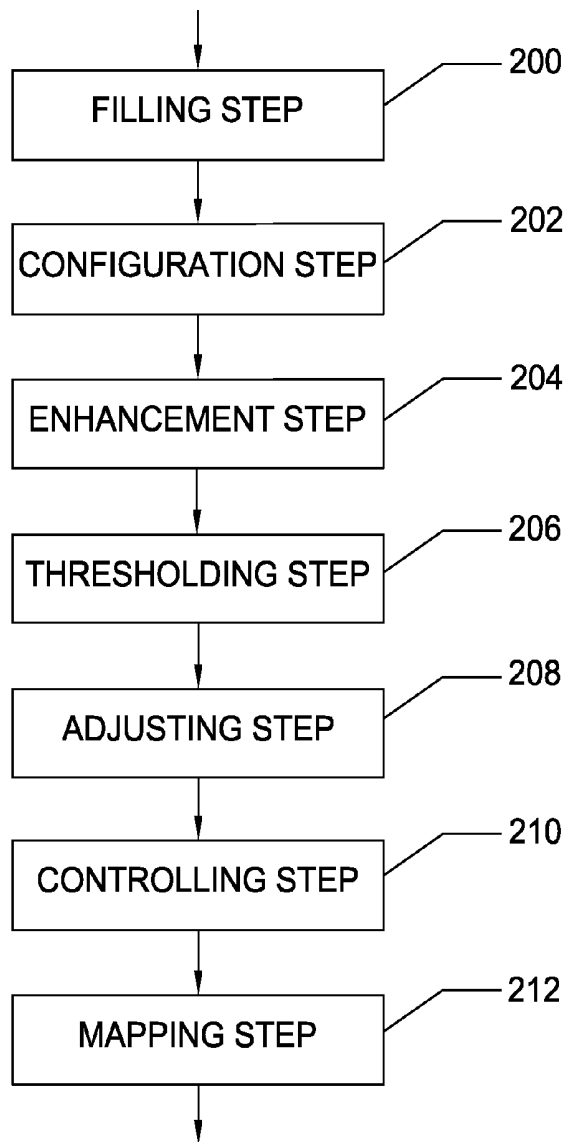 FILLING STEP
200
CONFIGURATION STEP
202
ENHANCEMENT STEP
204
THRESHOLDING STEP
206
ADJUSTING STEP
208
CONTROLLING STEP
210
MAPPING STEP
212